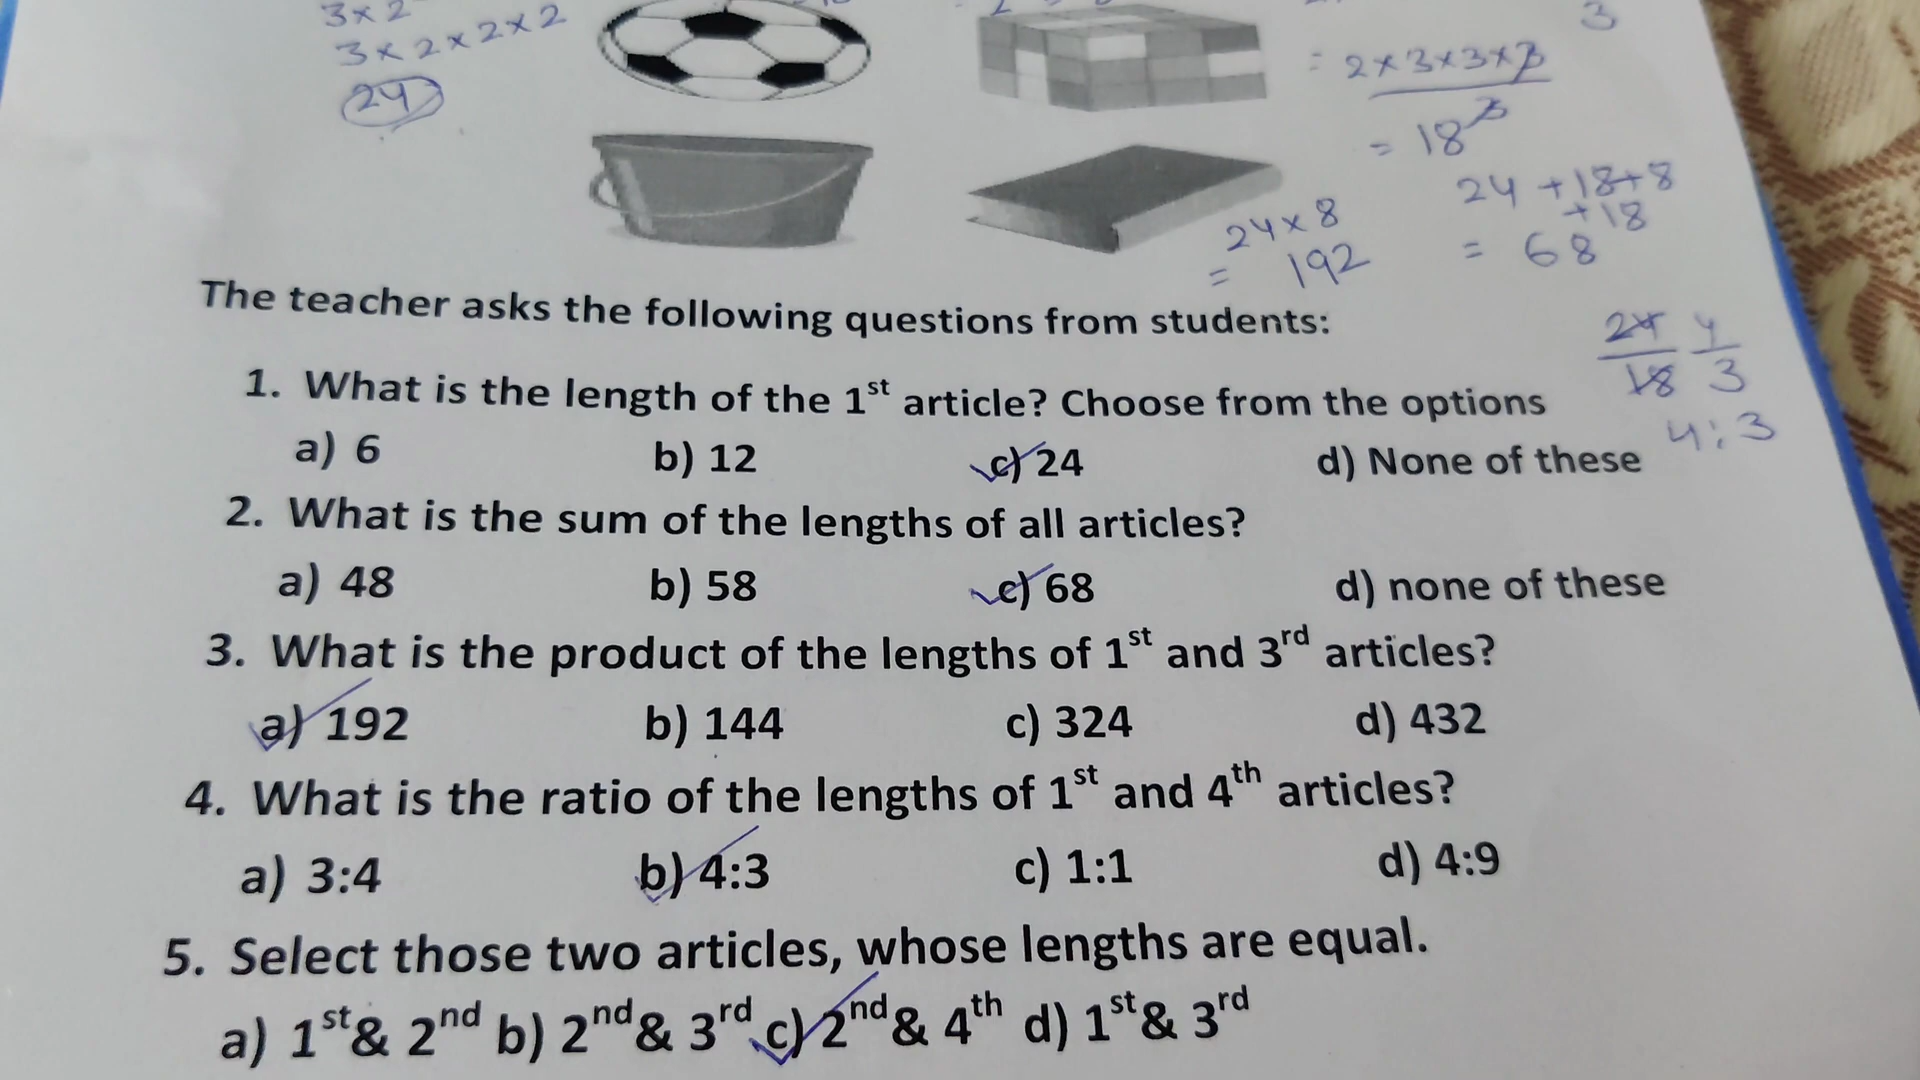 3×2
3×2×2×2
24
= 2×3×3×3
3
= 18
24×8
= 192
24+18+8
+18
= 68
The teacher asks the following questions from students:
24 4
18 3
4:3
1. What is the length of the 1st article? Choose from the options
a) 6 b) 12 c) 24 d) None of these
2. What is the sum of the lengths of all articles?
a) 48 b) 58 c) 68 d) none of these
3. What is the product of the lengths of 1st and 3rd articles?
a) 192 b) 144 c) 324 d) 432
4. What is the ratio of the lengths of 1st and 4th articles?
a) 3:4 b) 4:3 c) 1:1 d) 4:9
5. Select those two articles, whose lengths are equal.
a) 1st& 2nd b) 2nd& 3rd c) 2nd& 4th d) 1st& 3rd